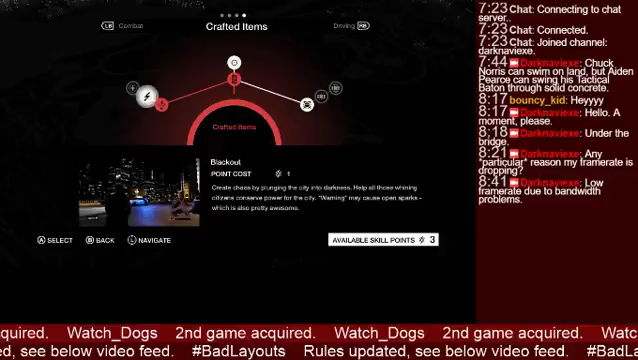 LB Combat
Crafted Items
Driving RB
Crafted Items
Blackout
POINT COST 1
Create chaos by plunging the city into darkness. Help all those whining
citizens conserve power for the city. *Warning* may cause open sparks -
which is also pretty awesome.
A SELECT B BACK L NAVIGATE
AVAILABLE SKILL POINTS 3
7:23 Chat: Connecting to chat
server..
7:23 Chat: Connected.
7:23 Chat: Joined channel:
darknaviexe.
7:44 Darknaviexe: Chuck
Norris can swim on land, but Aiden
Pearce can swing his Tactical
Baton through solid concrete.
8:17 bouncy_kid: Heyyyy
8:17 Darknaviexe: Hello. A
moment, please.
8:18 Darknaviexe: Under the
bridge.
8:21 Darknaviexe: Any
*particular* reason my framerate is
dropping?
8:41 Darknaviexe: Low
framerate due to bandwidth
problems.
cquired. Watch_Dogs 2nd game acquired. Watch_Dogs 2nd game acquired. Watc
ed, see below video feed. #BadLayouts Rules updated, see below video feed. #BadLa